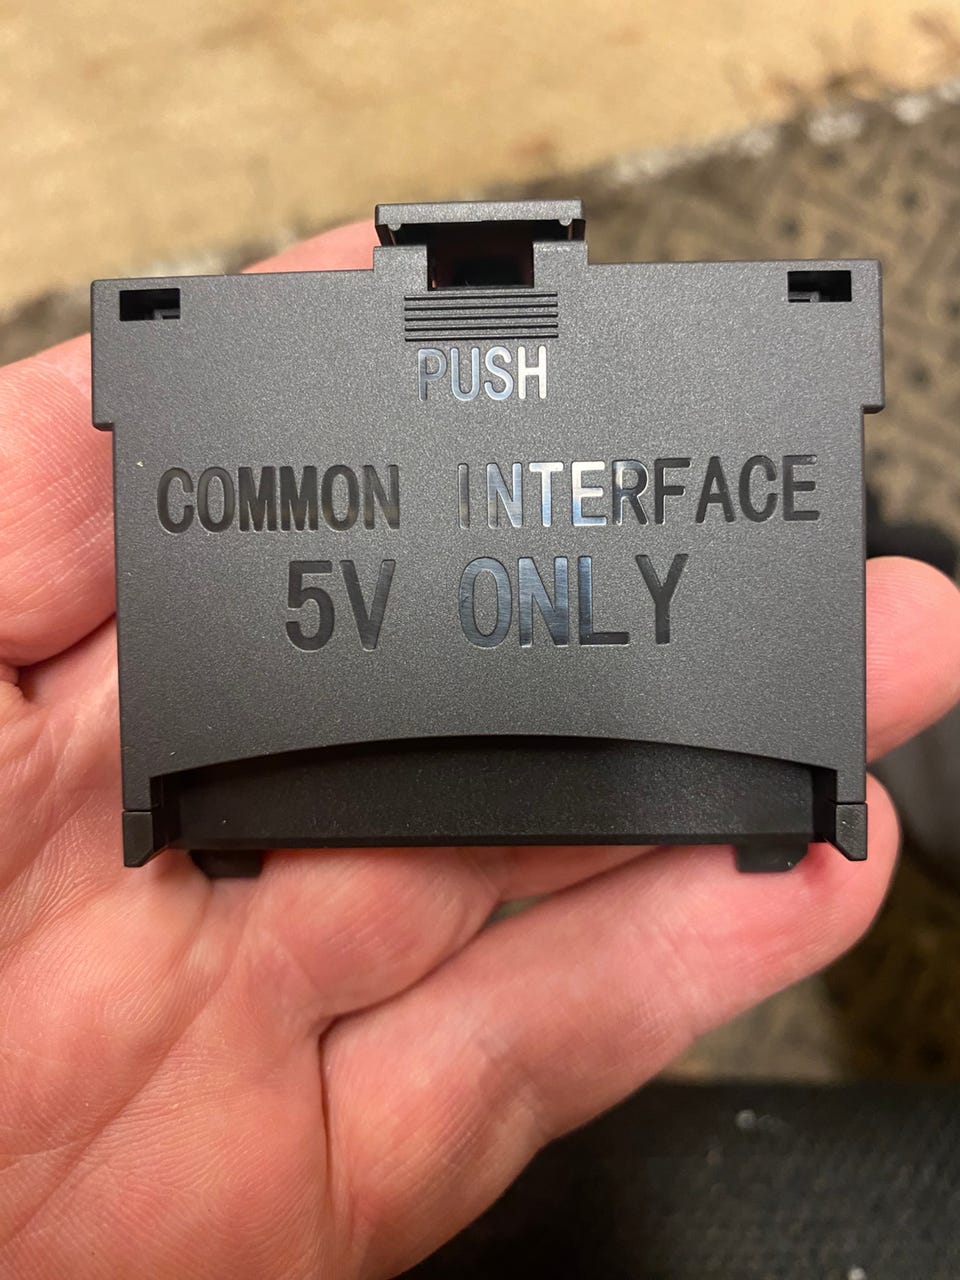 PUSH
COMMON INTERFACE
5V ONLY